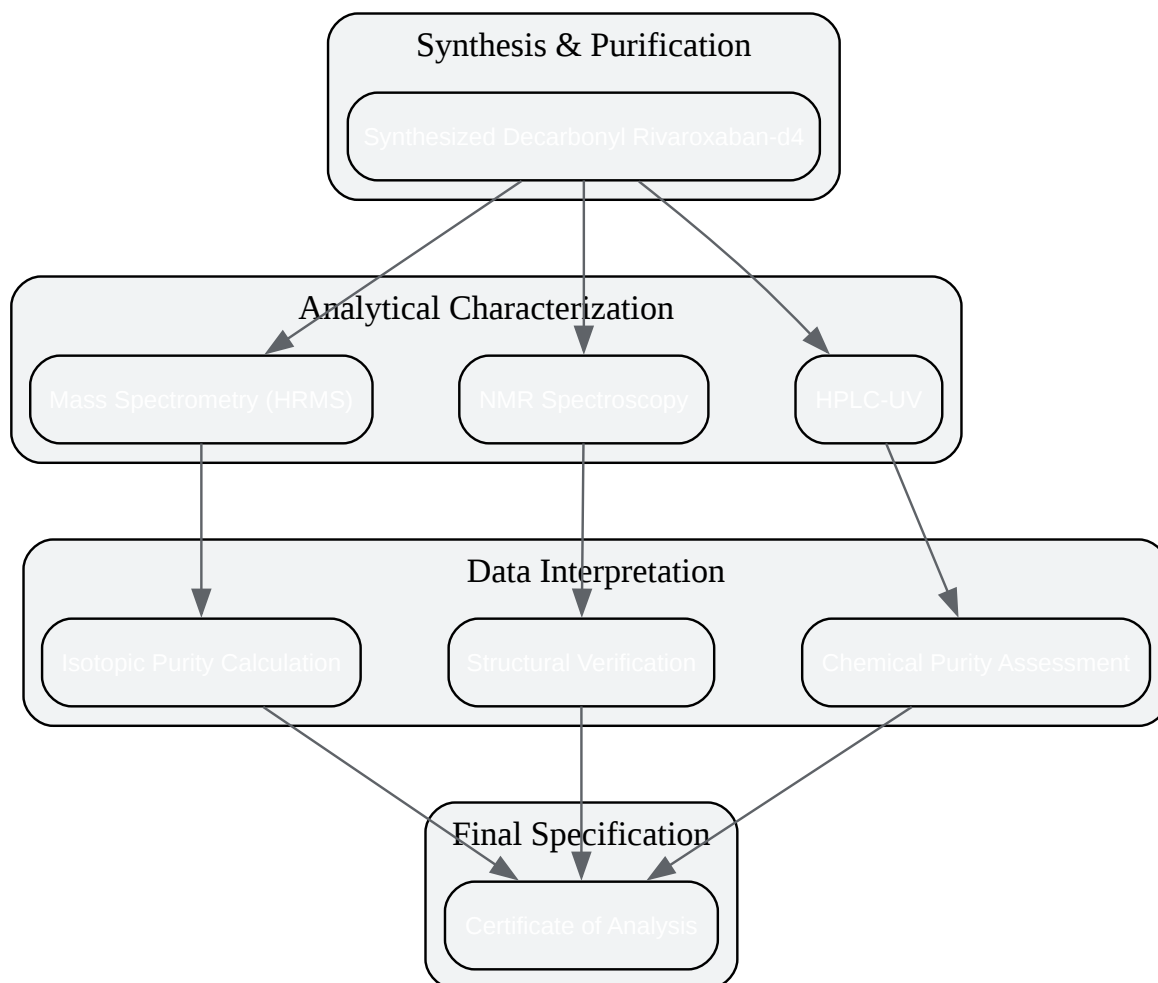 Synthesis & Purification
Synthesized Decarbonyl Rivaroxaban-d4
Analytical Characterization
Mass Spectrometry (HRMS)
NMR Spectroscopy
HPLC-UV
Data Interpretation
Isotopic Purity Calculation
Structural Verification
Chemical Purity Assessment
Final Specification
Certificate of Analysis